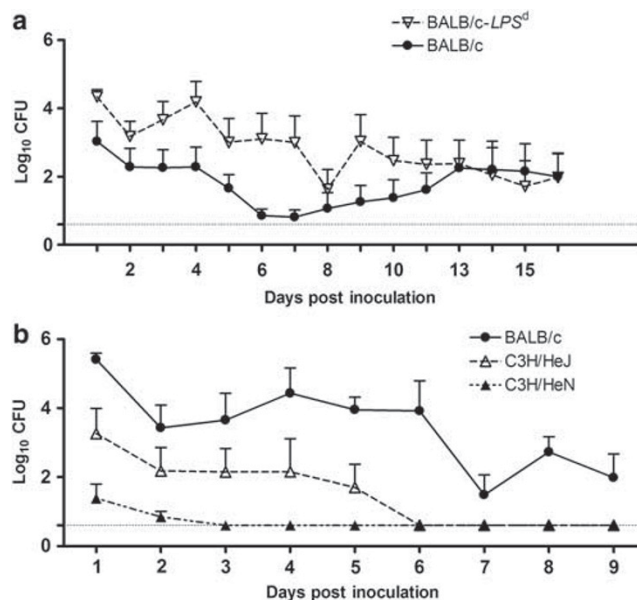 a
BALB/c-LPSᵈ
BALB/c
6
4
2
0
Log₁₀ CFU
2 4 6 8 10 13 15
Days post inoculation
b
BALB/c
C3H/HeJ
C3H/HeN
6
4
2
0
Log₁₀ CFU
1 2 3 4 5 6 7 8 9
Days post inoculation